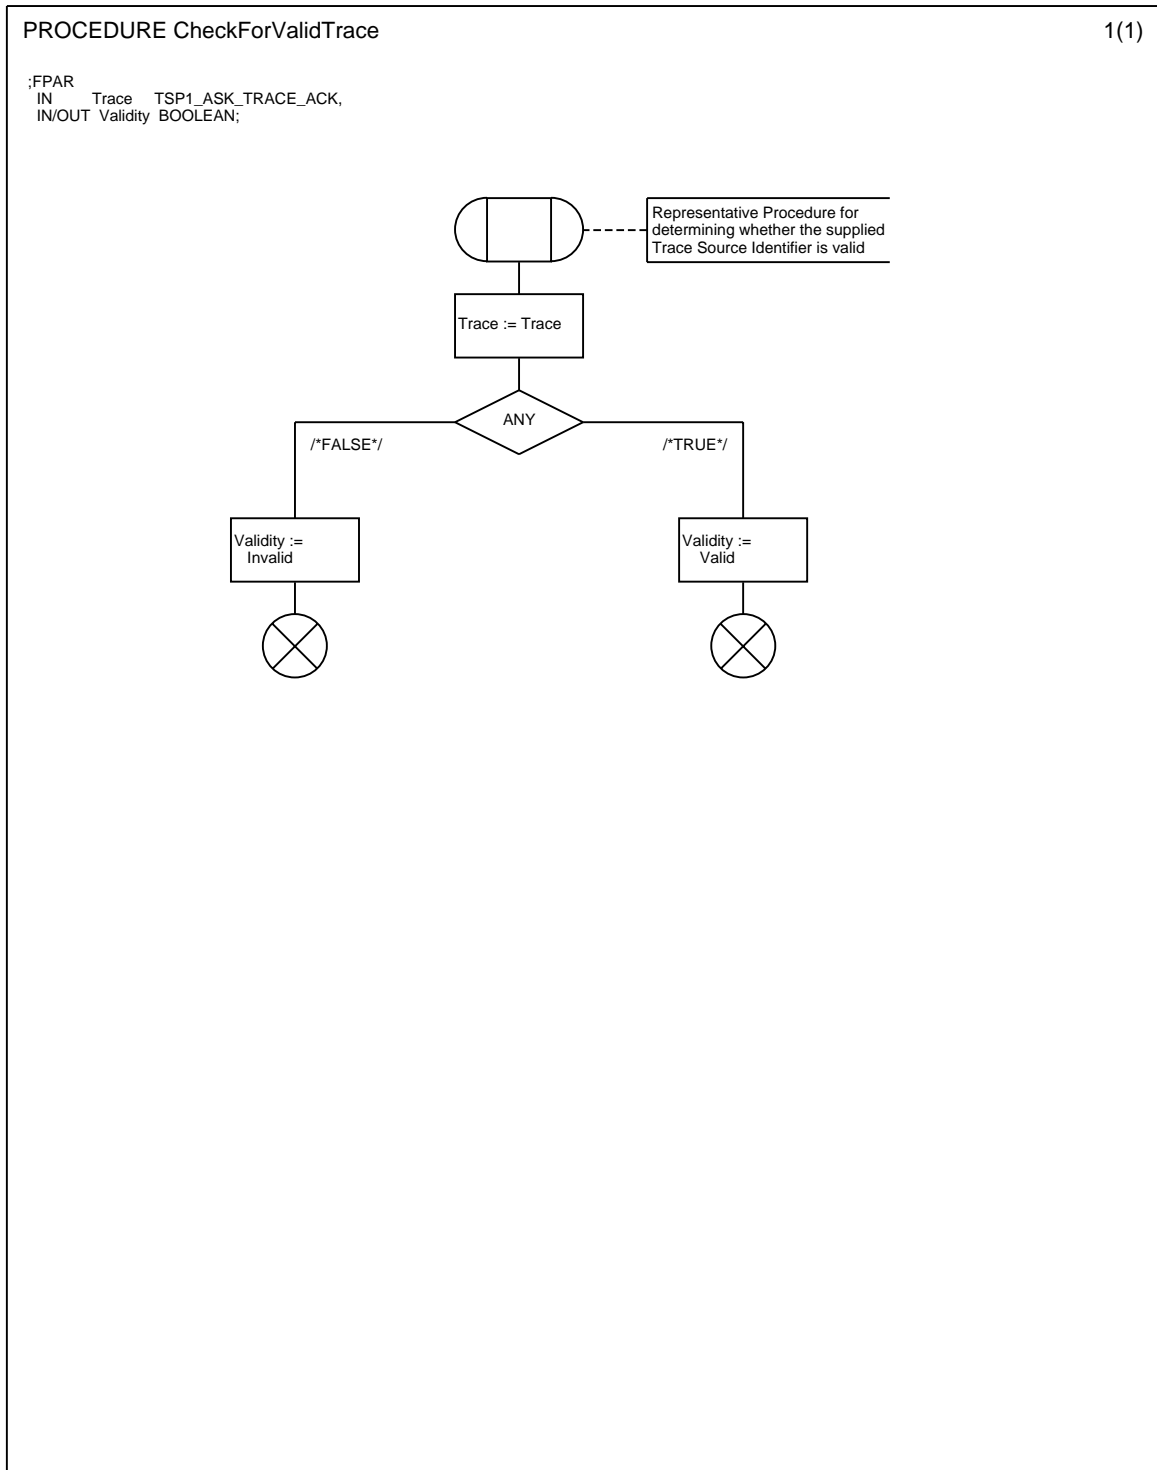 PROCEDURE CheckForValidTrace 1(1)
;FPAR
IN Trace TSP1_ASK_TRACE_ACK,
IN/OUT Validity BOOLEAN;
Representative Procedure for
determining whether the supplied
Trace Source Identifier is valid
Trace := Trace
ANY
/*FALSE*/ /*TRUE*/
Validity :=
Invalid
Validity :=
Valid